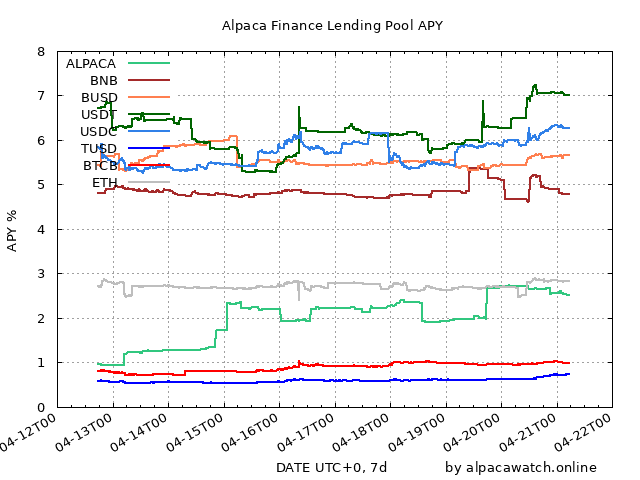 Alpaca Finance Lending Pool APY
8
7
6
5
4
3
2
1
0
APY %
ALPACA
BNB
BUSD
USDT
USDC
TUSD
BTCB
ETH
04-12T00
04-13T00
04-14T00
04-15T00
04-16T00
04-17T00
04-18T00
04-19T00
04-20T00
04-21T00
04-22T00
DATE UTC+0, 7d
by alpacawatch.online